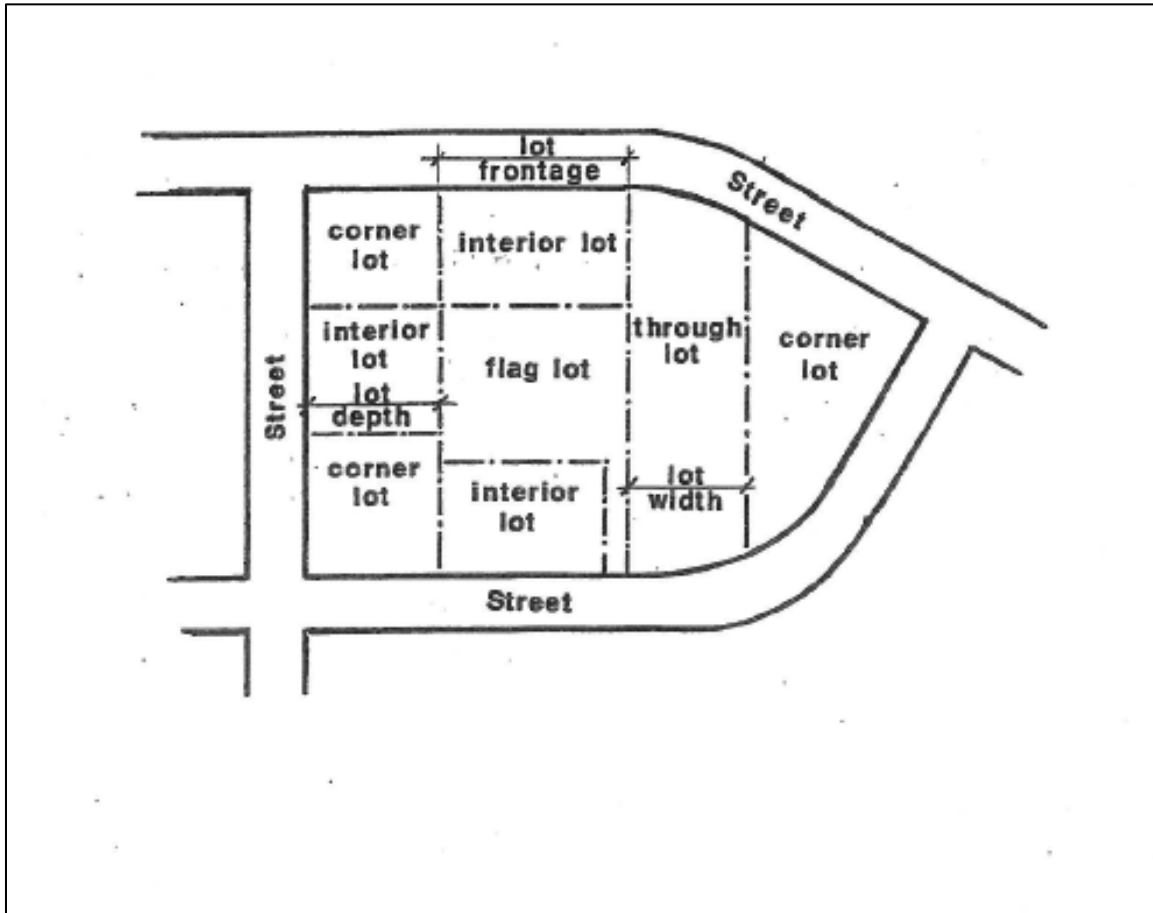 lot
frontage
Street
corner
lot
interior lot
interior
lot
flag lot
through
lot
corner
lot
lot
depth
Street
corner
lot
interior
lot
lot
width
Street